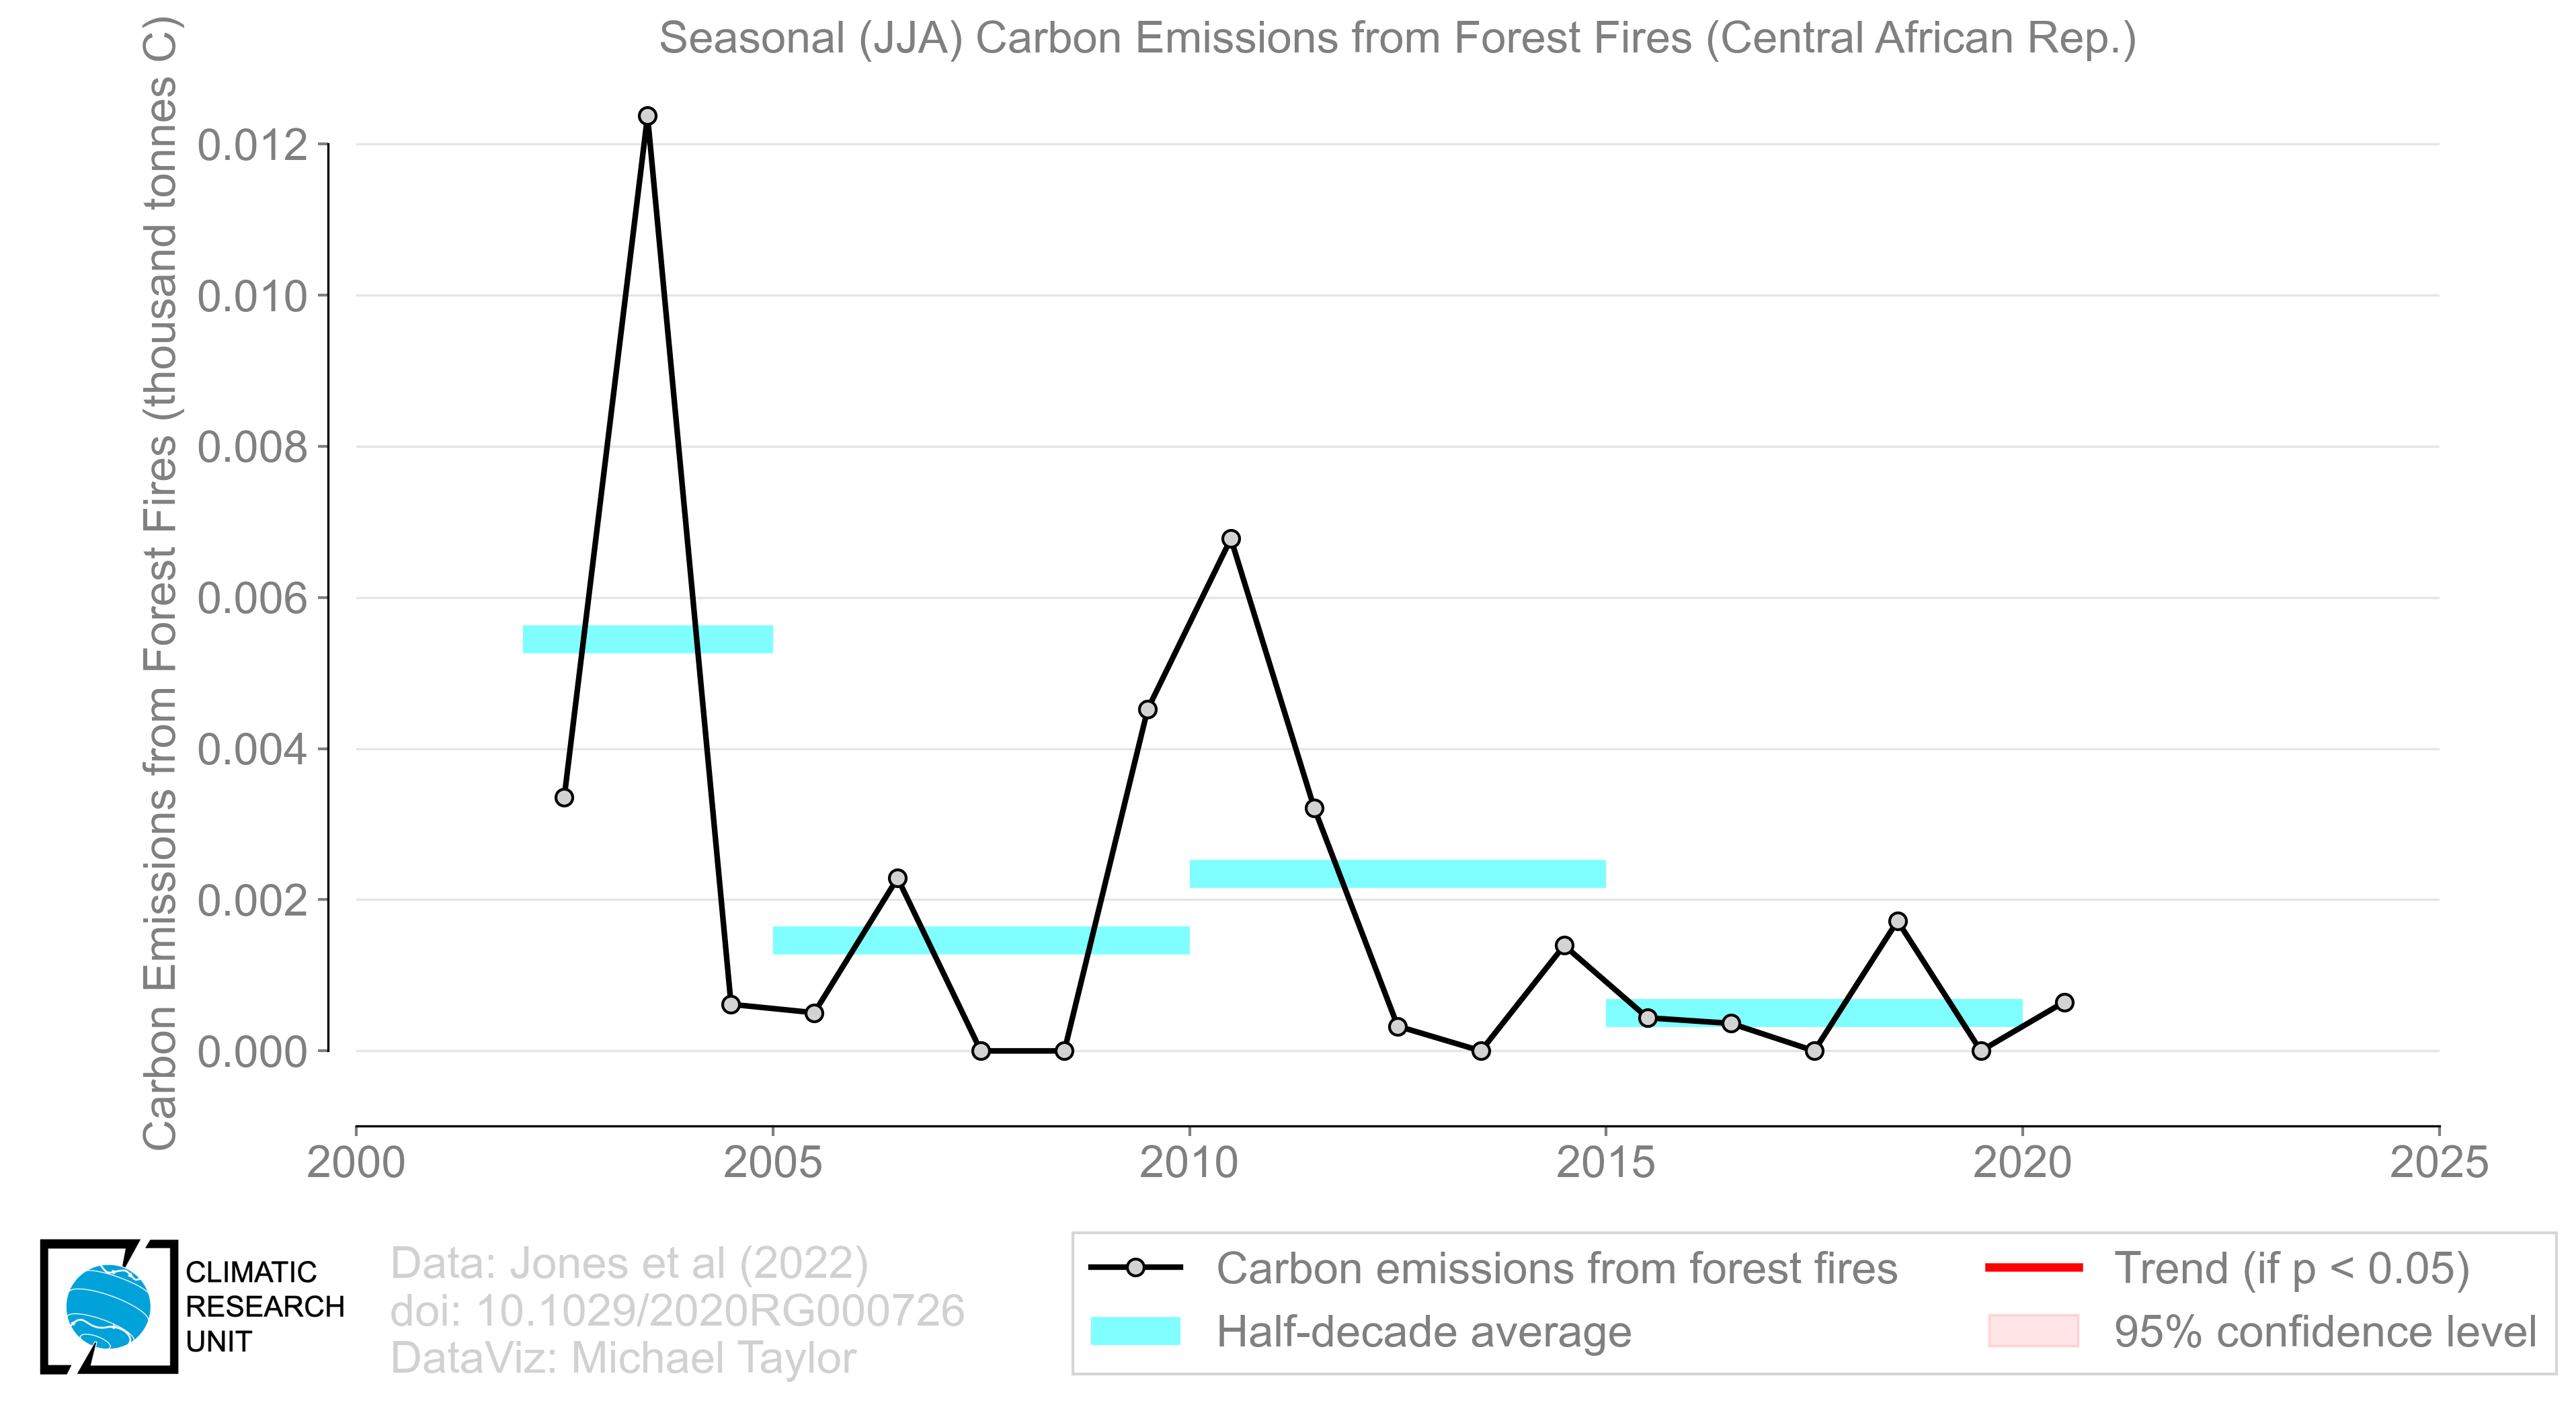 Seasonal (JJA) Carbon Emissions from Forest Fires (Central African Rep.)
Carbon Emissions from Forest Fires (thousand tonnes C)
0.012
0.010
0.008
0.006
0.004
0.002
0.000
2000 2005 2010 2015 2020 2025
CLIMATIC
RESEARCH
UNIT
Data: Jones et al (2022)
doi: 10.1029/2020RG000726
DataViz: Michael Taylor
Carbon emissions from forest fires
Half-decade average
Trend (if p < 0.05)
95% confidence level